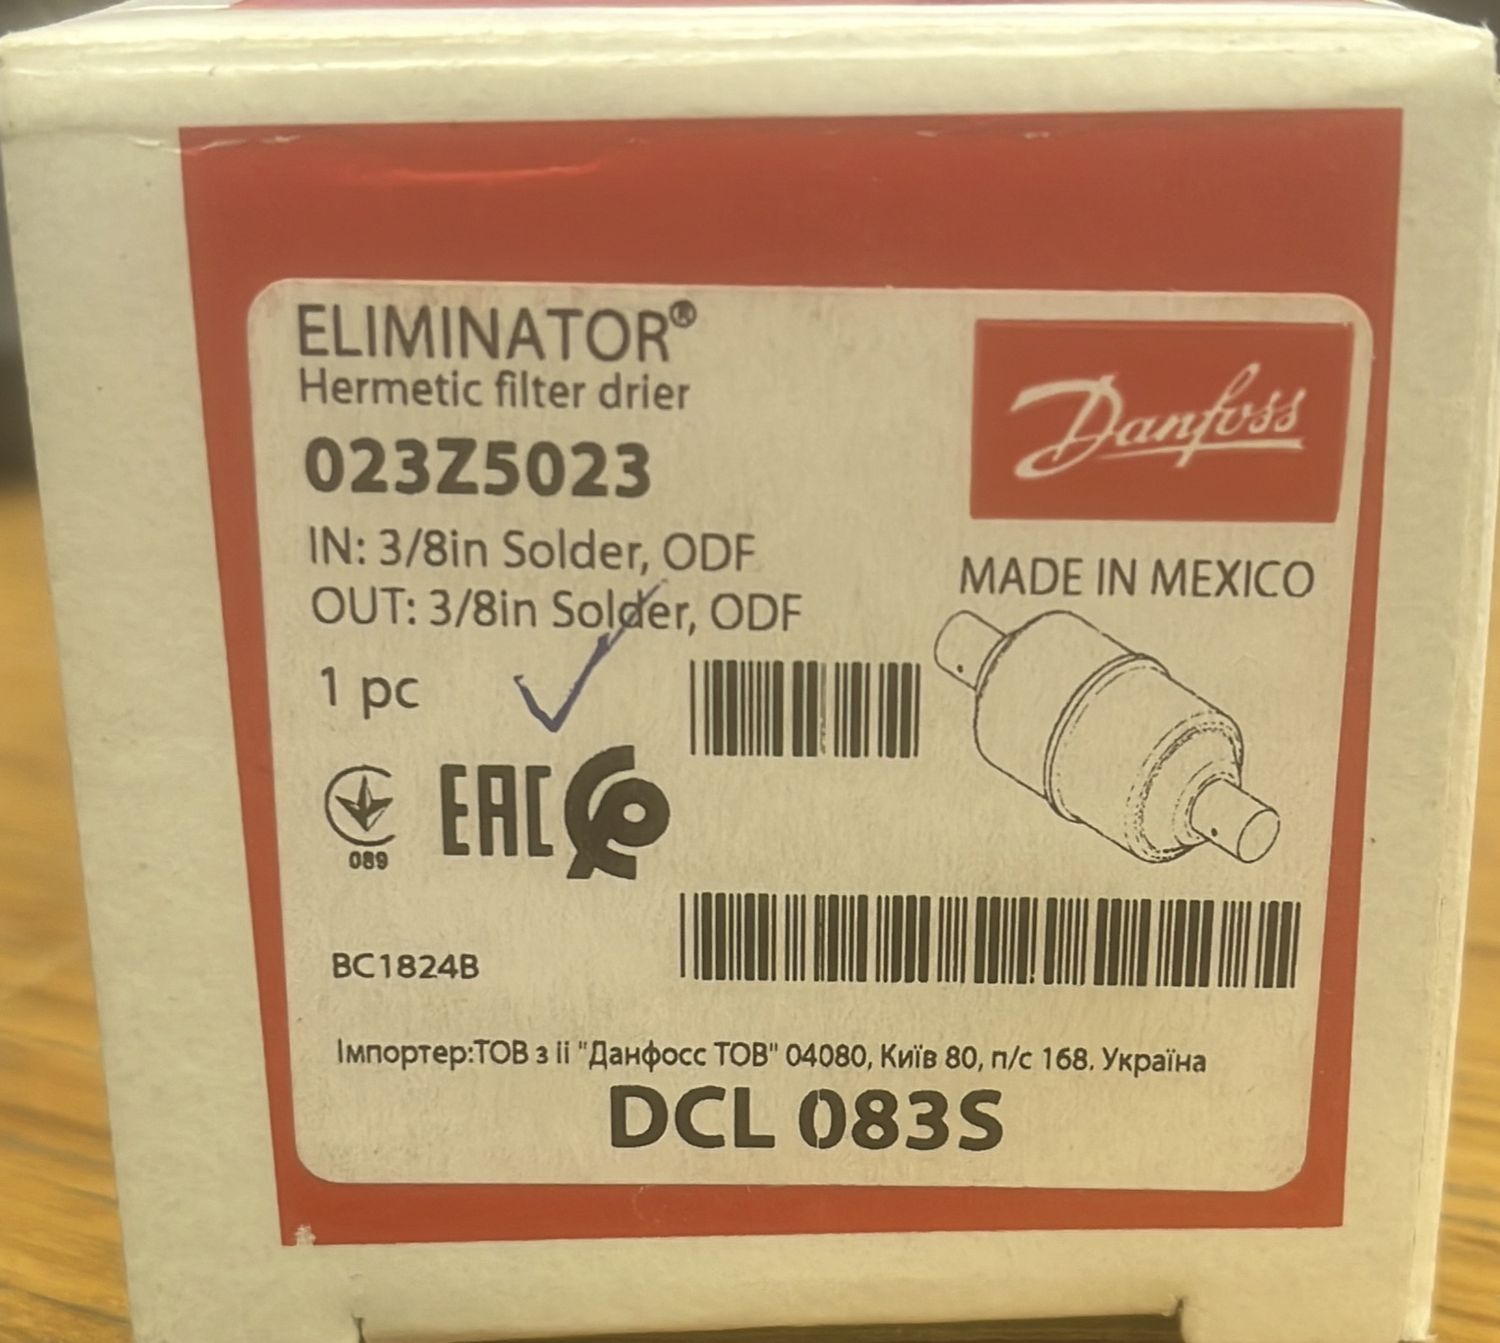 ELIMINATOR®
Hermetic filter drier
023Z5023
IN: 3/8in Solder, ODF
OUT: 3/8in Solder, ODF
1 pc
Danfoss
MADE IN MEXICO
089
EAC
BC1824B
Імпортер:ТОВ з іі "Данфосс ТОВ" 04080, Київ 80, п/с 168. Україна
DCL 083S